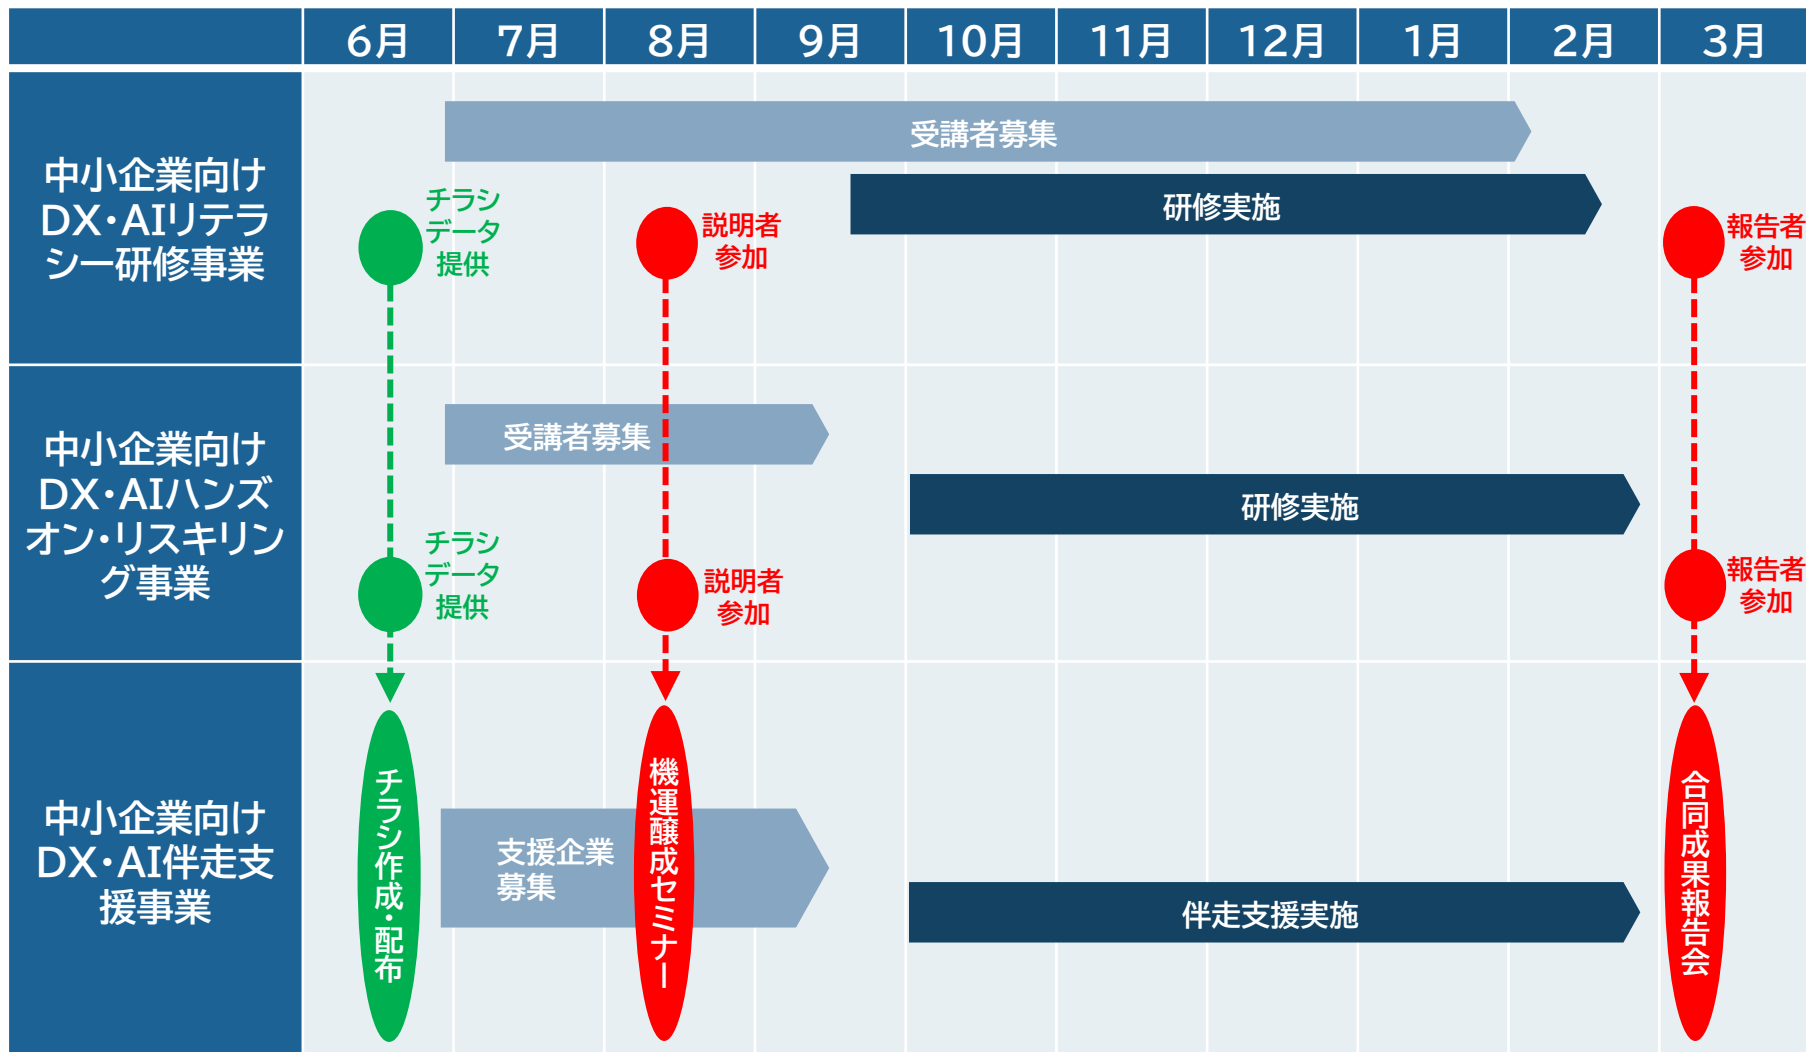 6月 7月 8月 9月 10月 11月 12月 1月 2月 3月
中小企業向け
DX・AIリテラ
シー研修事業
受講者募集
研修実施
チラシ
データ
提供
説明者
参加
報告者
参加
中小企業向け
DX・AIハンズ
オン・リスキリン
グ事業
受講者募集
研修実施
チラシ
データ
提供
説明者
参加
報告者
参加
中小企業向け
DX・AI伴走支
援事業
チラシ作成・配布
支援企業
募集
機運醸成セミナー
伴走支援実施
合同成果報告会